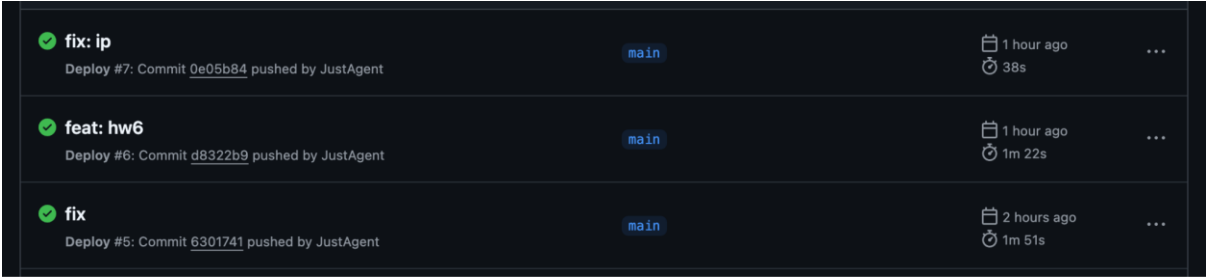 fix: ip
main
1 hour ago
Deploy #7: Commit 0e05b84 pushed by JustAgent
38s
feat: hw6
main
1 hour ago
Deploy #6: Commit d8322b9 pushed by JustAgent
1m 22s
fix
main
2 hours ago
Deploy #5: Commit 6301741 pushed by JustAgent
1m 51s